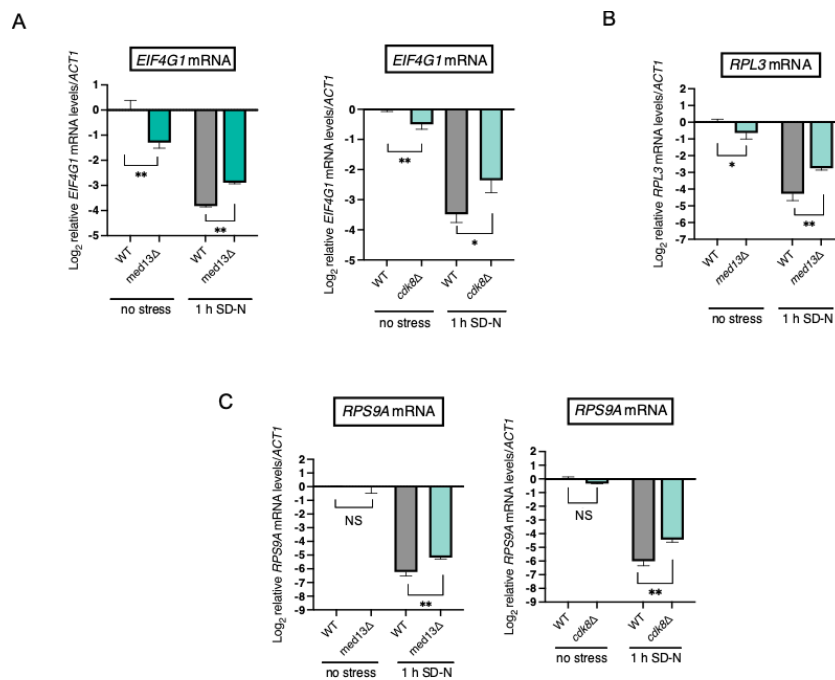 A
B
EIF4G1 mRNA
EIF4G1 mRNA
RPL3 mRNA
Log2 relative EIF4G1 mRNA levels/ACT1
1
0
-1
-2
-3
-4
-5
**
**
WT
med13Δ
WT
med13Δ
no stress
1 h SD-N
Log2 relative EIF4G1 mRNA levels/ACT1
0
-1
-2
-3
-4
-5
**
*
WT
cdk8Δ
WT
cdk8Δ
no stress
1 h SD-N
Log2 relative RPL3 mRNA levels/ACT1
2
1
0
-1
-2
-3
-4
-5
-6
-7
*
**
WT
med13Δ
WT
med13Δ
no stress
1 h SD-N
C
RPS9A mRNA
RPS9A mRNA
Log2 relative RPS9A mRNA levels/ACT1
2
1
0
-1
-2
-3
-4
-5
-6
-7
-8
-9
NS
**
WT
med13Δ
WT
med13Δ
no stress
1 h SD-N
Log2 relative RPS9A mRNA levels/ACT1
2
1
0
-1
-2
-3
-4
-5
-6
-7
-8
-9
NS
**
WT
cdk8Δ
WT
cdk8Δ
no stress
1 h SD-N